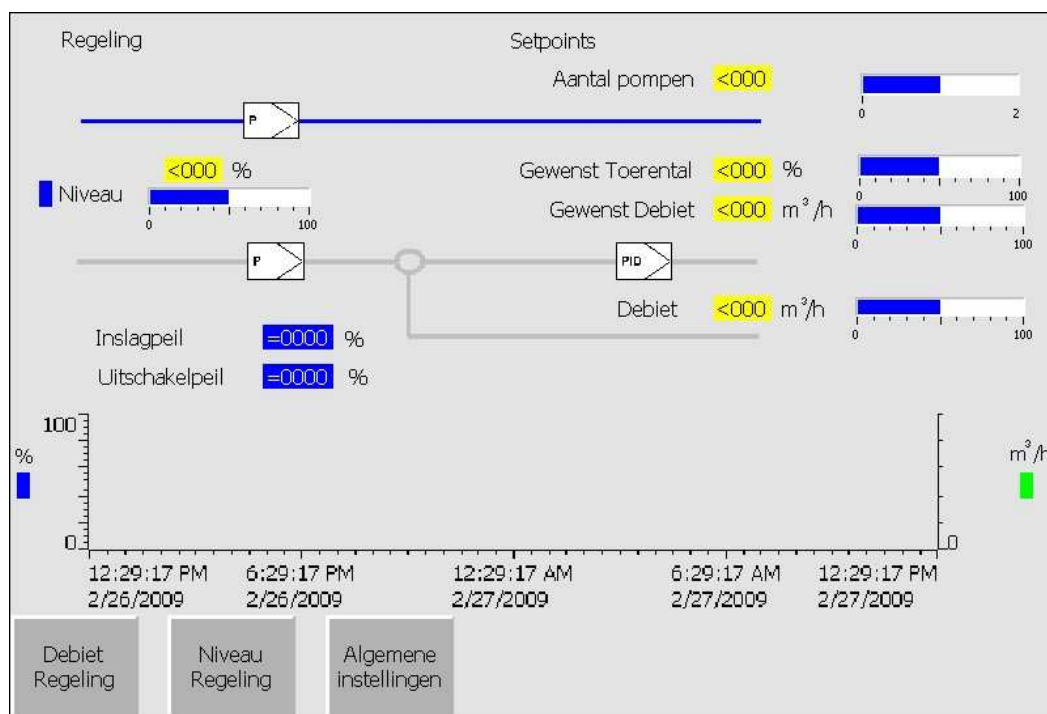 Regeling Setpoints
Aantal pompen <000
0 2
P
<000 %
Niveau
0 100
Gewenst Toerental <000 %
0 100
Gewenst Debiet <000 m³/h
0 100
P PID
Debiet <000 m³/h
0 100
Inslagpeil =0000 %
Uitschakelpeil =0000 %
100
% m³/h
0 0
12:29:17 PM 6:29:17 PM 12:29:17 AM 6:29:17 AM 12:29:17 PM
2/26/2009 2/26/2009 2/27/2009 2/27/2009 2/27/2009
Debiet Niveau Algemene
Regeling Regeling instellingen